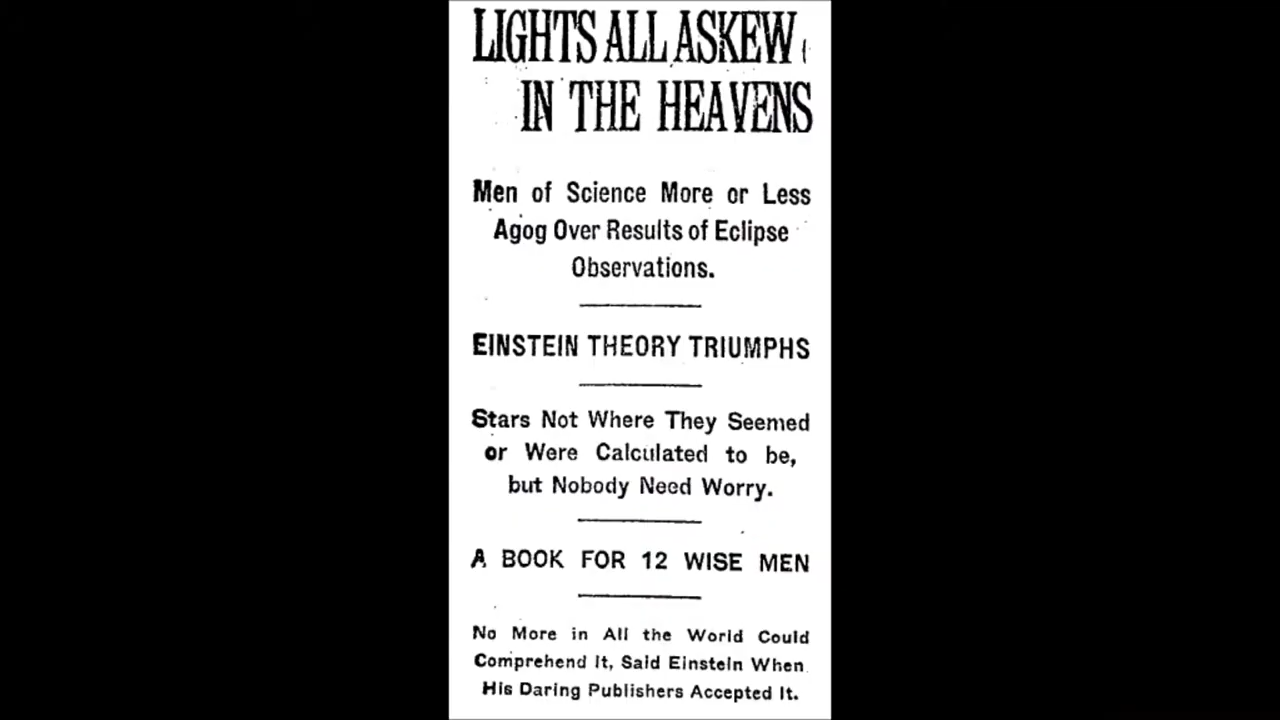 LIGHTS ALL ASKEW
IN THE HEAVENS
Men of Science More or Less
Agog Over Results of Eclipse
Observations.
EINSTEIN THEORY TRIUMPHS
Stars Not Where They Seemed
or Were Calculated to be,
but Nobody Need Worry.
A BOOK FOR 12 WISE MEN
No More in All the World Could
Comprehend It, Said Einstein When
His Daring Publishers Accepted It.